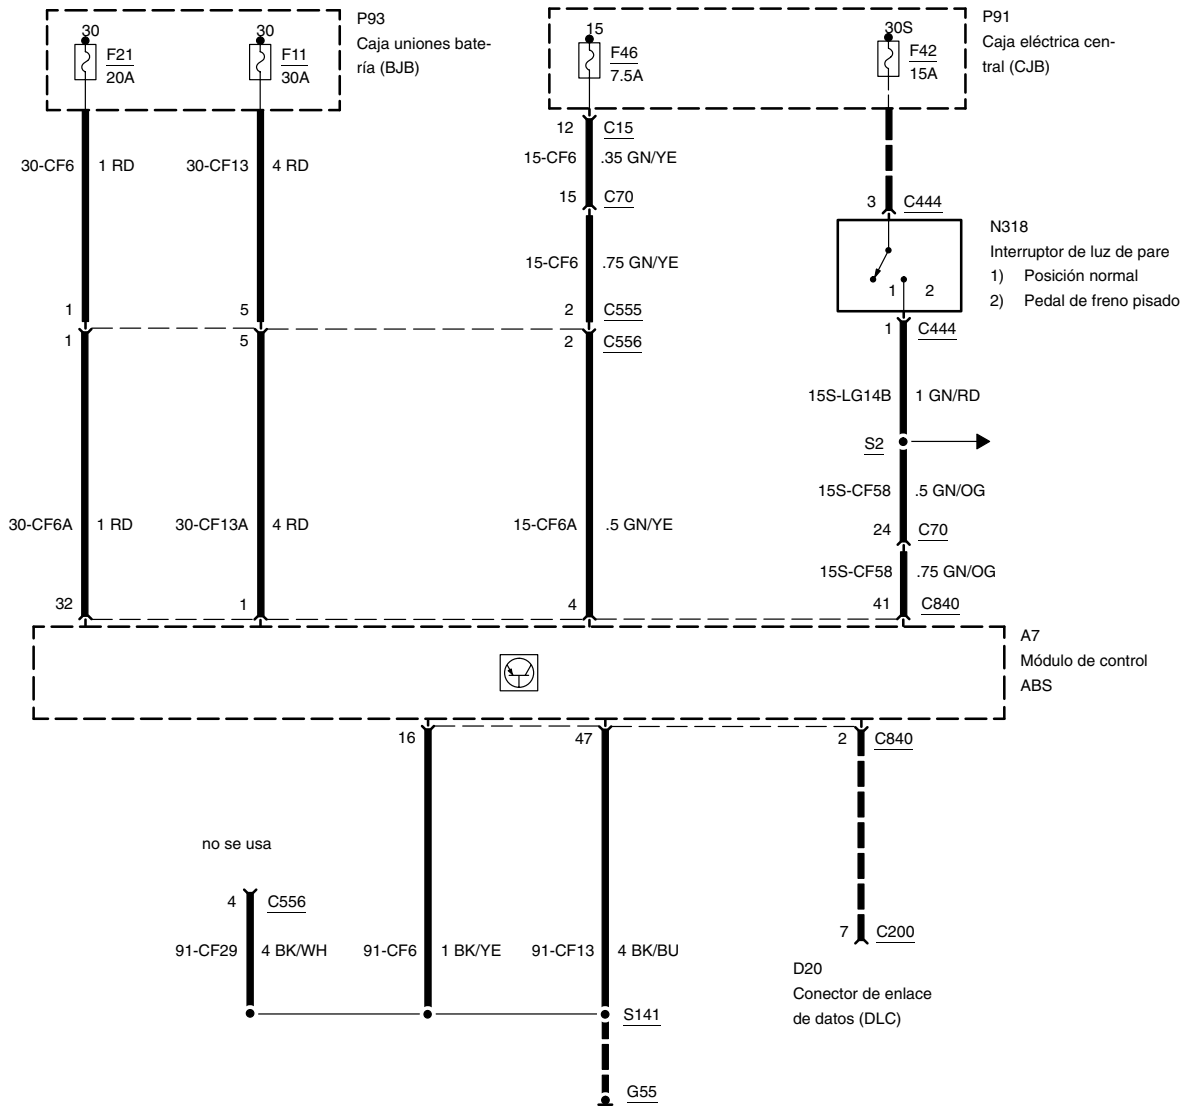 P93
Caja uniones bate-
ría (BJB)
30
F21
20A
30
F11
30A
P91
Caja eléctrica cen-
tral (CJB)
15
F46
7.5A
30S
F42
15A
12 C15
30-CF6 1 RD
30-CF13 4 RD
15-CF6 .35 GN/YE
15 C70
3 C444
N318
Interruptor de luz de pare
1) Posición normal
2) Pedal de freno pisado
15-CF6 .75 GN/YE
1 2
1
5
2 C555
1 C444
1
5
2 C556
15S-LG14B 1 GN/RD
S2
15S-CF58 .5 GN/OG
30-CF6A 1 RD
30-CF13A 4 RD
15-CF6A .5 GN/YE
24 C70
15S-CF58 .75 GN/OG
32
1
4
41 C840
A7
Módulo de control
ABS
16
47
2 C840
no se usa
4 C556
7 C200
91-CF29 4 BK/WH
91-CF6 1 BK/YE
91-CF13 4 BK/BU
D20
Conector de enlace
de datos (DLC)
S141
G55